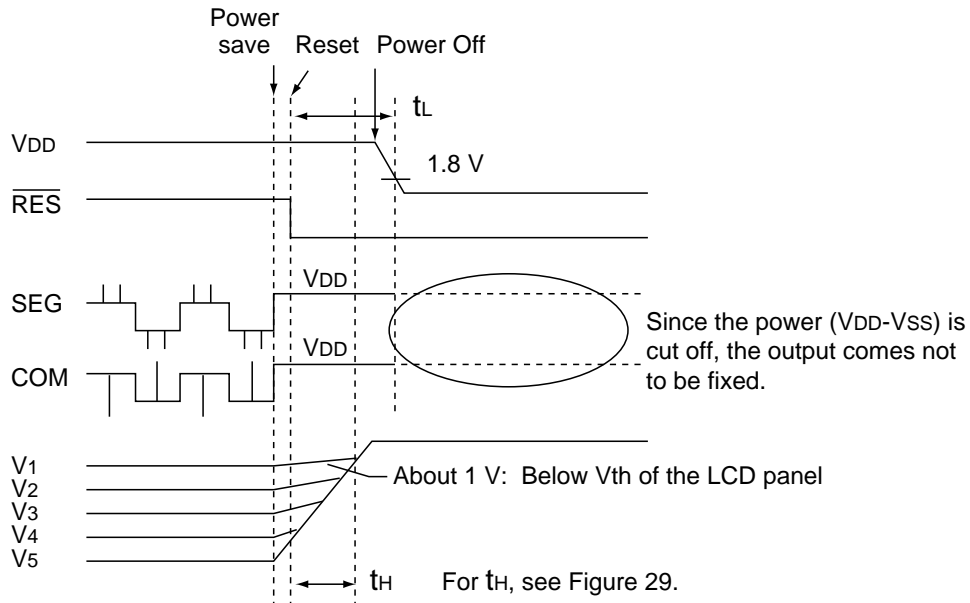 Power
save
Reset
Power Off
tL
VDD
1.8 V
RES
VDD
SEG
VDD
COM
Since the power (VDD-VSS) is
cut off, the output comes not
to be fixed.
V1
About 1 V: Below Vth of the LCD panel
V2
V3
V4
V5
tH
For tH, see Figure 29.